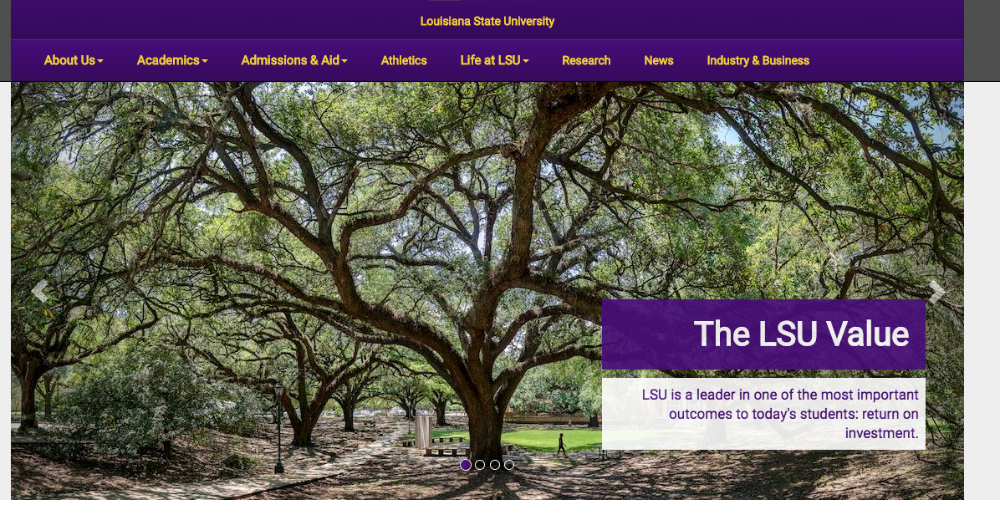 Louisiana State University
About Us Academics Admissions & Aid Athletics Life at LSU Research News Industry & Business
The LSU Value
LSU is a leader in one of the most important
outcomes to today's students: return on
investment.